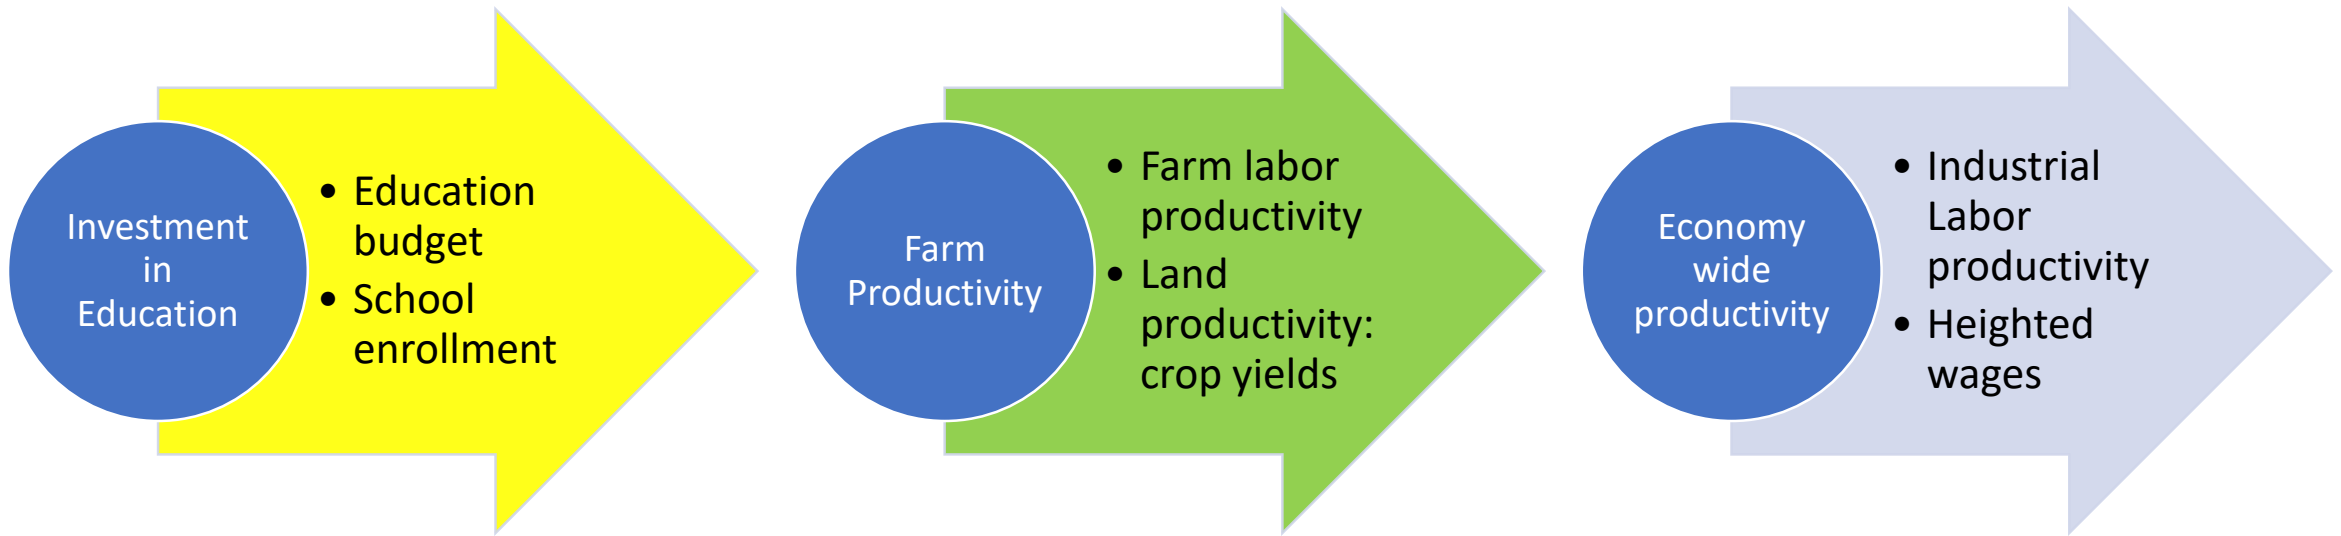 Investment
in
Education
• Education
budget
• School
enrollment
Farm
Productivity
• Farm labor
productivity
• Land
productivity:
crop yields
Economy
wide
productivity
• Industrial
Labor
productivity
• Heighted
wages